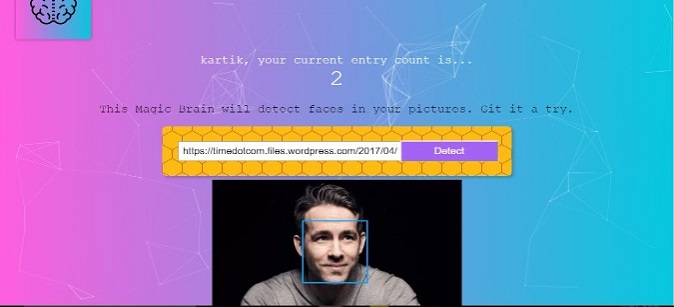 kartik, your current entry count is...
2
This Magic Brain will detect faces in your pictures. Git it a try.
https://timedotcom.files.wordpress.com/2017/04/ Detect